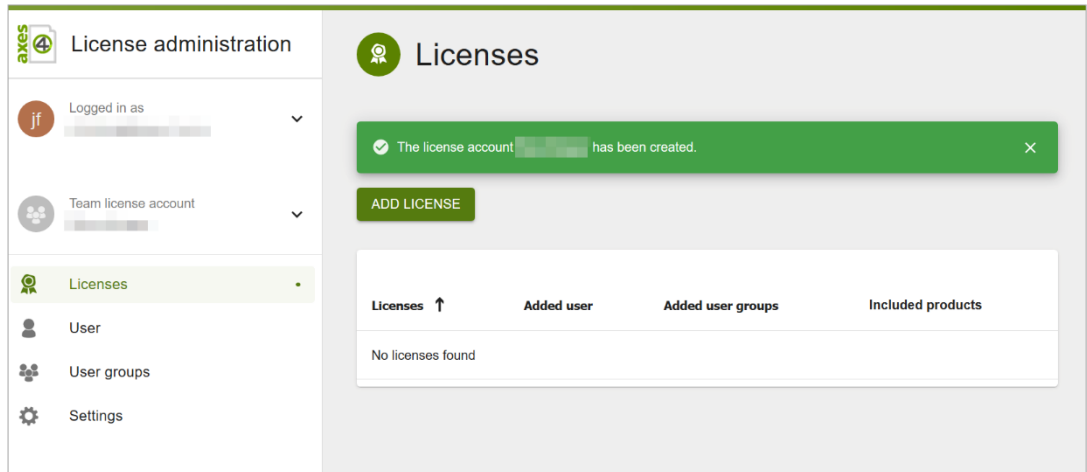 axes4
License administration
jf
Logged in as
Team license account
Licenses
User
User groups
Settings
Licenses
The license account has been created.
ADD LICENSE
Licenses ↑ Added user Added user groups Included products
No licenses found